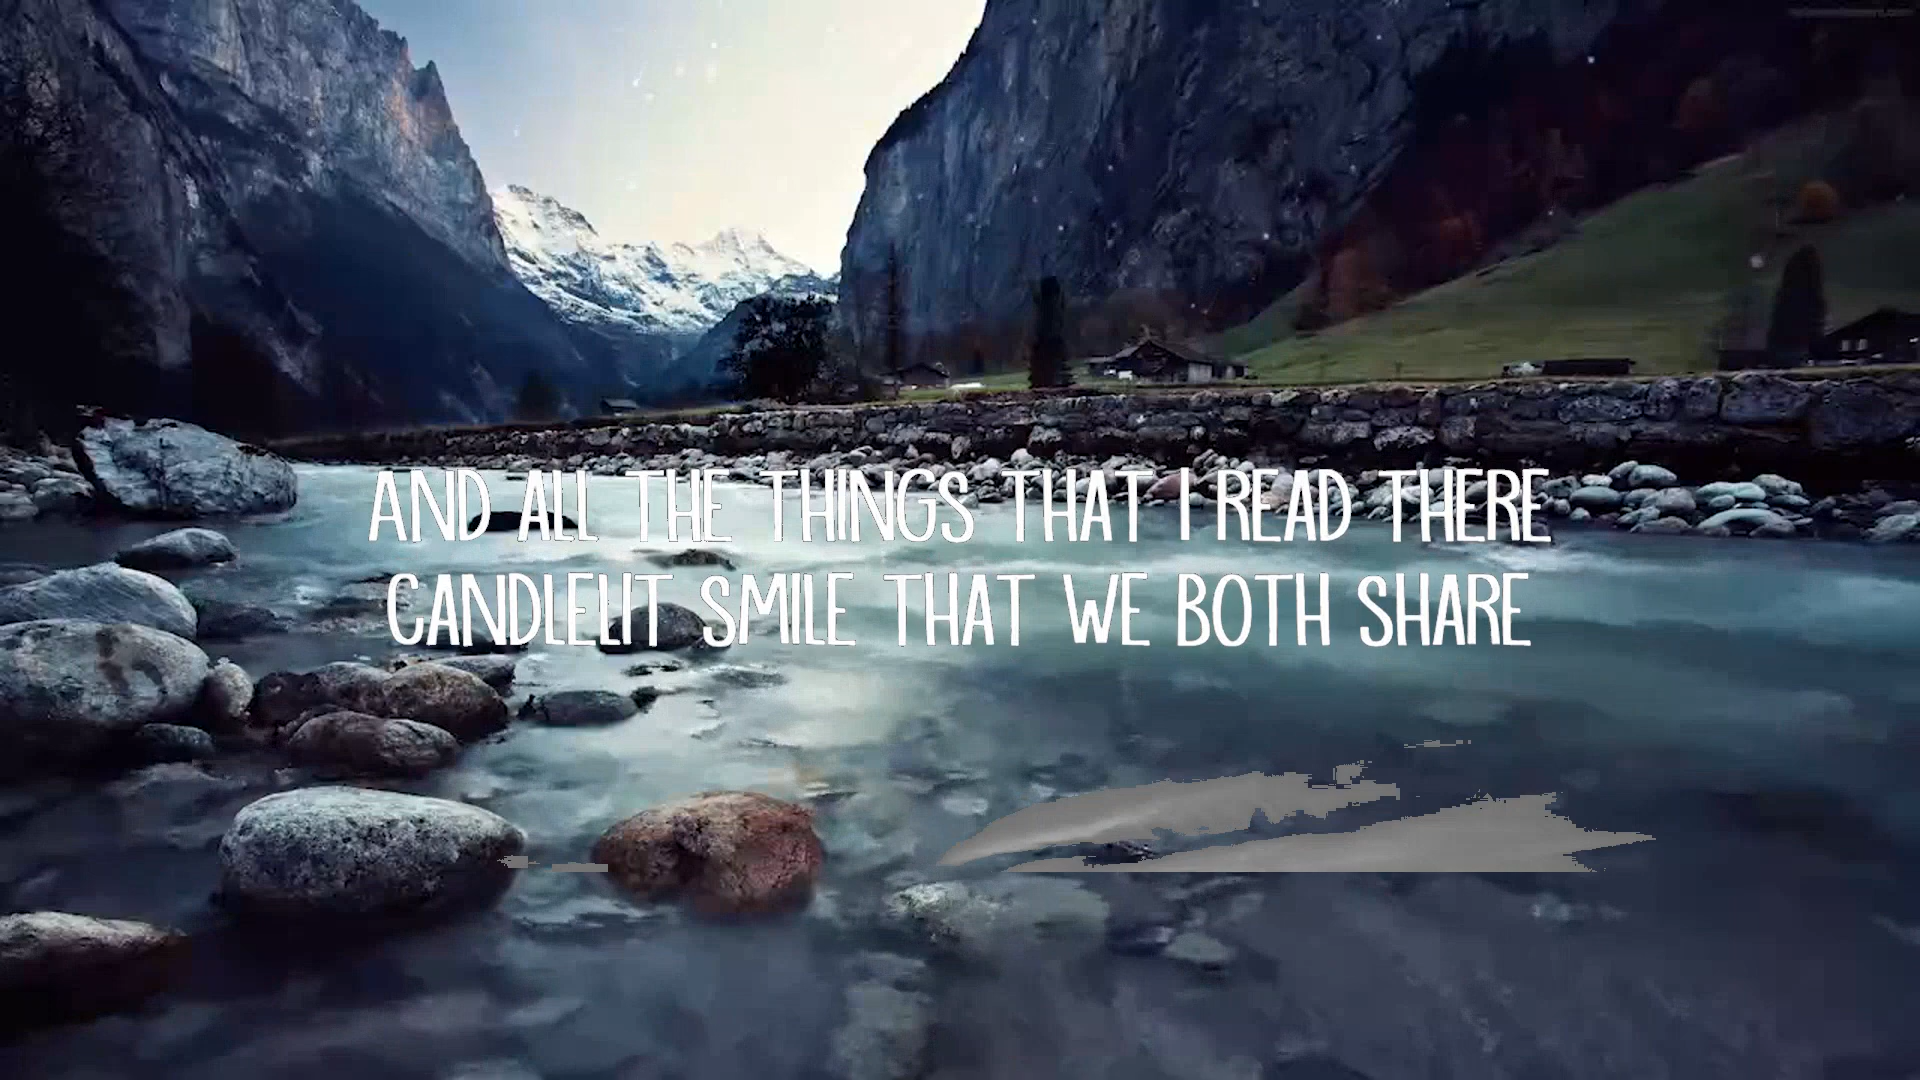 AND ALL THE THINGS THAT I READ THERE
CANDLELIT SMILE THAT WE BOTH SHARE